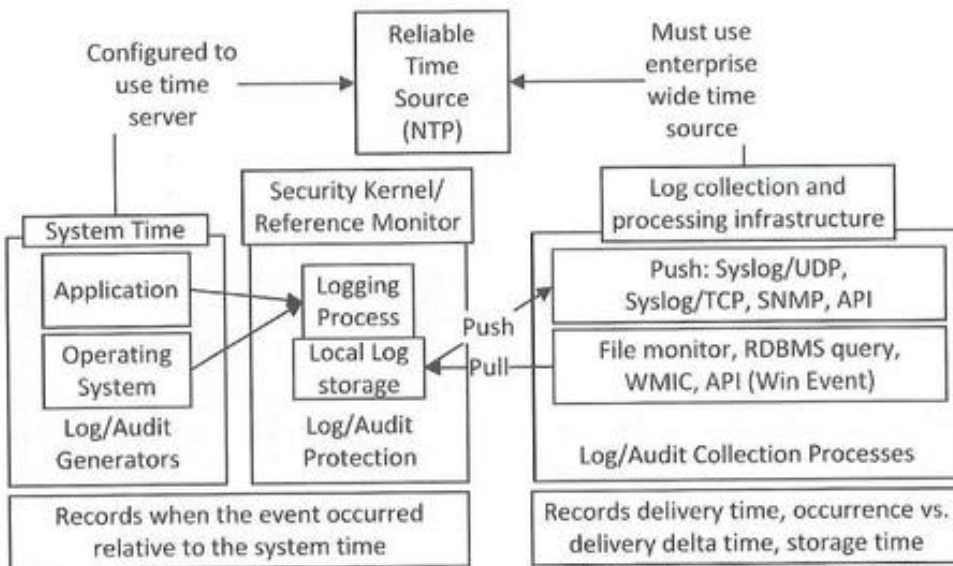 Configured to
use time
server
Reliable
Time
Source
(NTP)
Must use
enterprise
wide time
source
System Time
Application
Operating
System
Log/Audit
Generators
Security Kernel/
Reference Monitor
Logging
Process
Local Log
storage
Log/Audit
Protection
Push
Pull
Log collection and
processing infrastructure
Push: Syslog/UDP,
Syslog/TCP, SNMP, API
File monitor, RDBMS query,
WMIC, API (Win Event)
Log/Audit Collection Processes
Records when the event occurred
relative to the system time
Records delivery time, occurrence vs.
delivery delta time, storage time